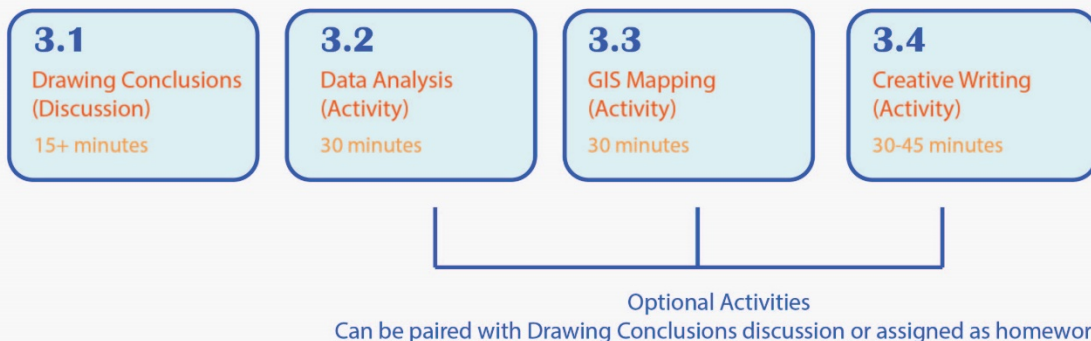 3.1
Drawing Conclusions
(Discussion)
15+ minutes
3.2
Data Analysis
(Activity)
30 minutes
3.3
GIS Mapping
(Activity)
30 minutes
3.4
Creative Writing
(Activity)
30-45 minutes
Optional Activities
Can be paired with Drawing Conclusions discussion or assigned as homewor